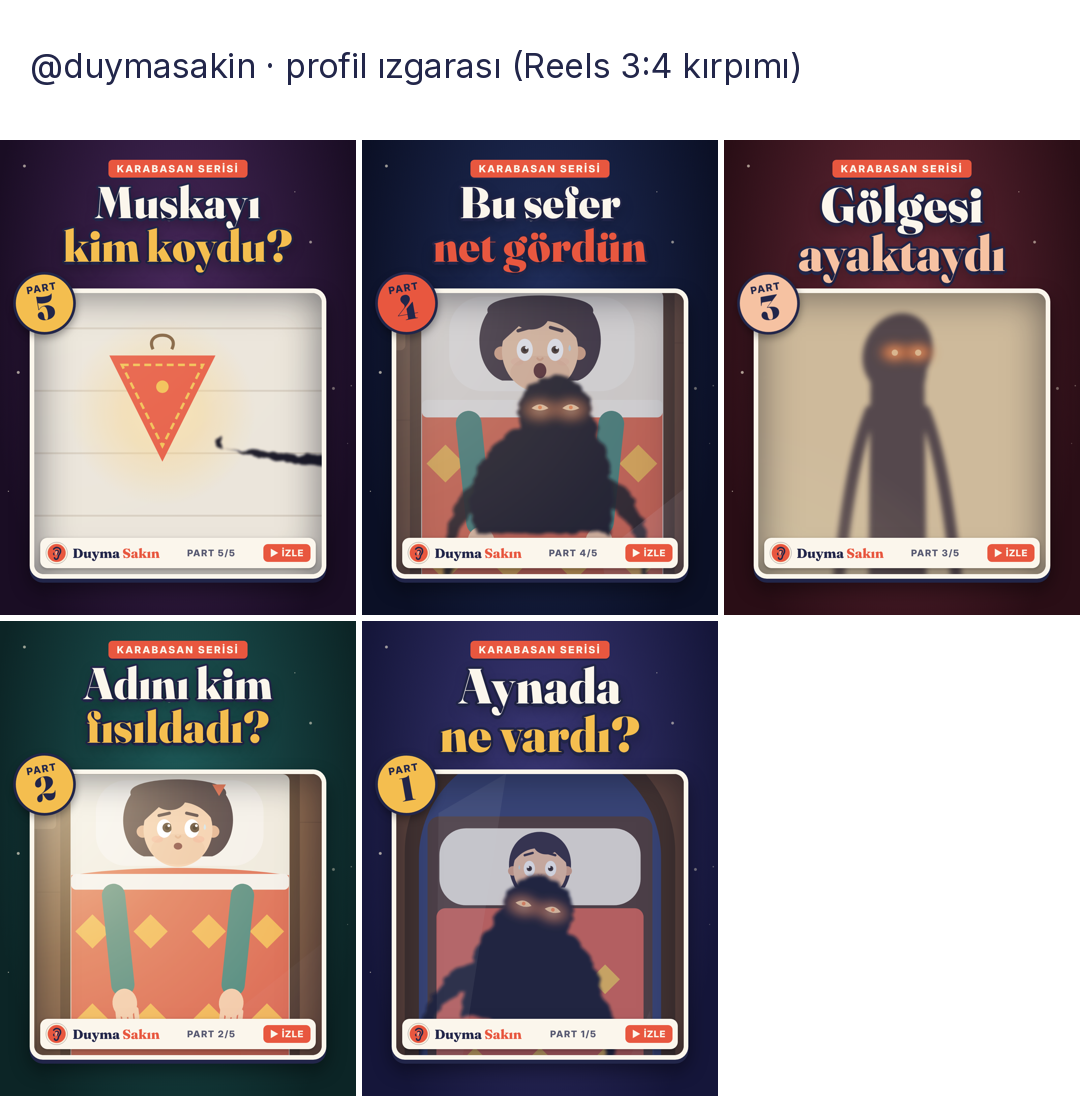 @duymasakin · profil ızgarası (Reels 3:4 kırpımı)
KARABASAN SERİSİ
Muskayı
kim koydu?
PART
5
Duyma Sakın PART 5/5 ▶ İZLE
KARABASAN SERİSİ
Bu sefer
net gördün
PART
4
Duyma Sakın PART 4/5 ▶ İZLE
KARABASAN SERİSİ
Gölgesi
ayaktaydı
PART
3
Duyma Sakın PART 3/5 ▶ İZLE
KARABASAN SERİSİ
Adını kim
fısıldadı?
PART
2
Duyma Sakın PART 2/5 ▶ İZLE
KARABASAN SERİSİ
Aynada
ne vardı?
PART
1
Duyma Sakın PART 1/5 ▶ İZLE